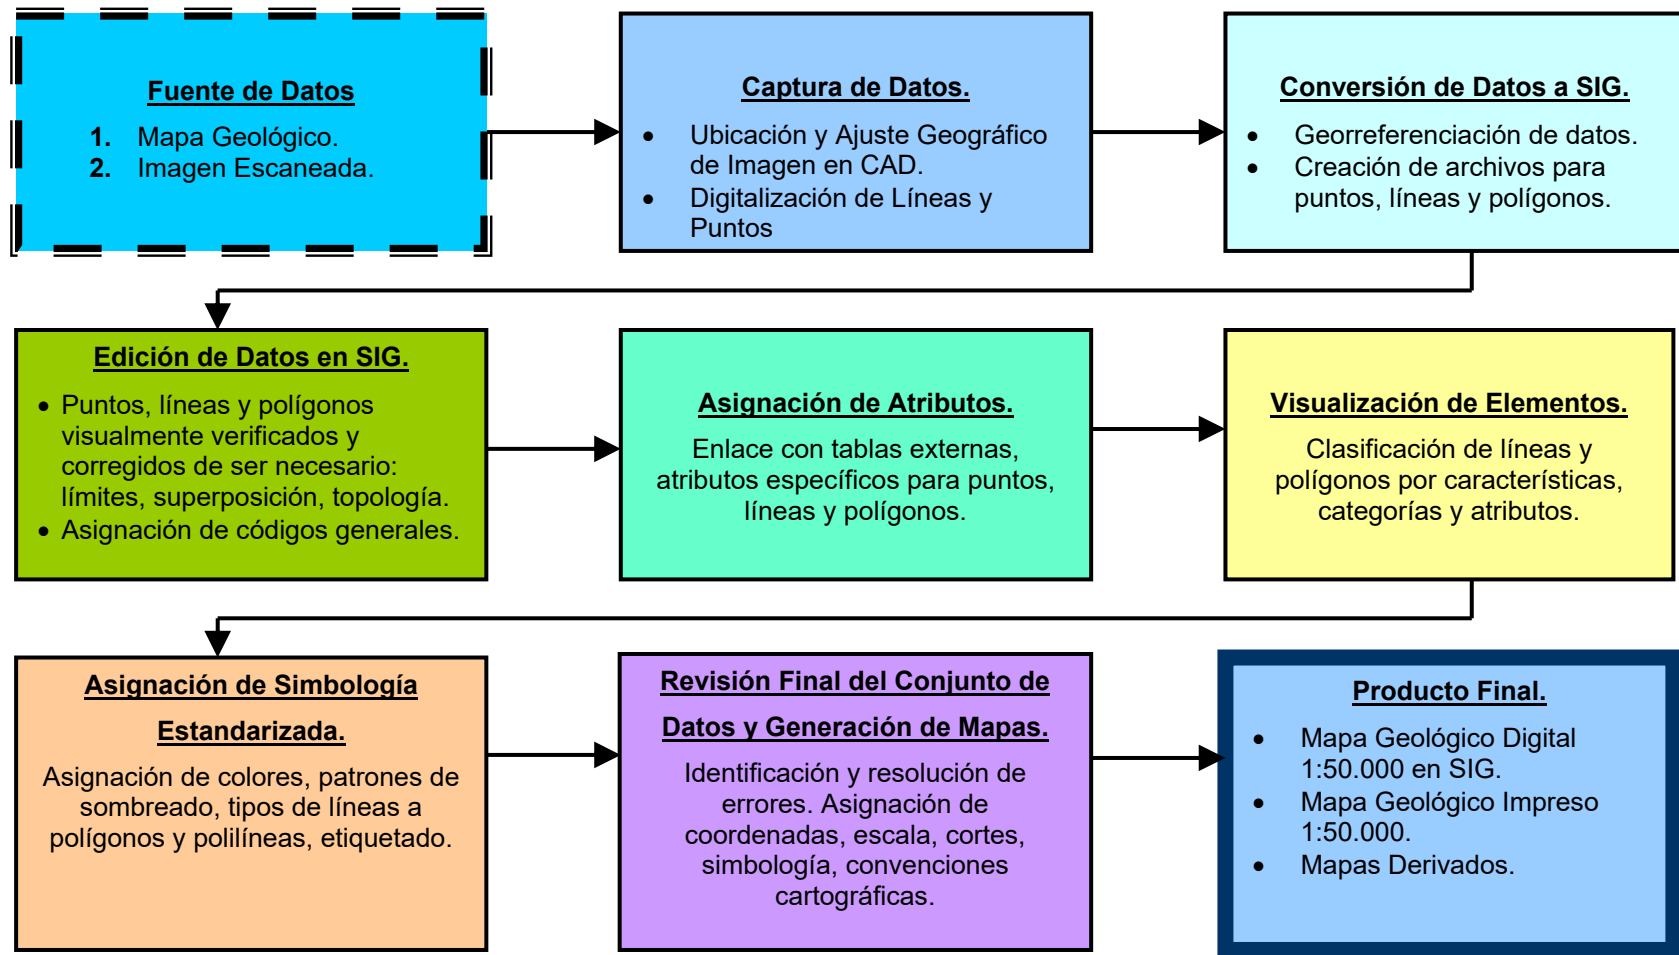 Fuente de Datos
1. Mapa Geológico.
2. Imagen Escaneada.
Captura de Datos.
• Ubicación y Ajuste Geográfico
de Imagen en CAD.
• Digitalización de Líneas y
Puntos
Conversión de Datos a SIG.
• Georreferenciación de datos.
• Creación de archivos para
puntos, líneas y polígonos.
Edición de Datos en SIG.
• Puntos, líneas y polígonos
visualmente verificados y
corregidos de ser necesario:
límites, superposición, topología.
• Asignación de códigos generales.
Asignación de Atributos.
Enlace con tablas externas,
atributos específicos para puntos,
líneas y polígonos.
Visualización de Elementos.
Clasificación de líneas y
polígonos por características,
categorías y atributos.
Asignación de Simbología
Estandarizada.
Asignación de colores, patrones de
sombreado, tipos de líneas a
polígonos y polilíneas, etiquetado.
Revisión Final del Conjunto de
Datos y Generación de Mapas.
Identificación y resolución de
errores. Asignación de
coordenadas, escala, cortes,
simbología, convenciones
cartográficas.
Producto Final.
• Mapa Geológico Digital
1:50.000 en SIG.
• Mapa Geológico Impreso
1:50.000.
• Mapas Derivados.